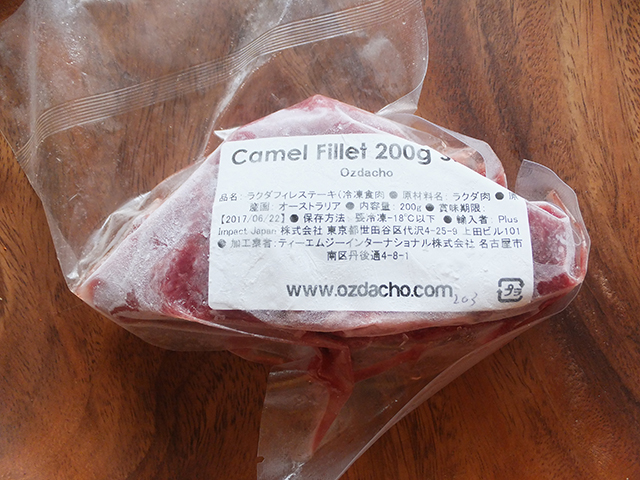 Camel Fillet 200g
Ozdacho
品名: ラクダフィレステーキ(冷凍食肉 ● 原材料名: ラクダ肉 ● 原
産国: オーストラリア ● 内容量: 200g ● 賞味期限:
【2017/06/22】 ● 保存方法: 要冷凍-18℃以下 ● 輸入者: Plus
Impact Japan 株式会社 東京都世田谷区代沢4-25-9 上田ビル101
● 加工業者: ティーエムジーインターナショナル株式会社 名古屋市
南区丹後通4-8-1
www.ozdacho.com
203
プラ